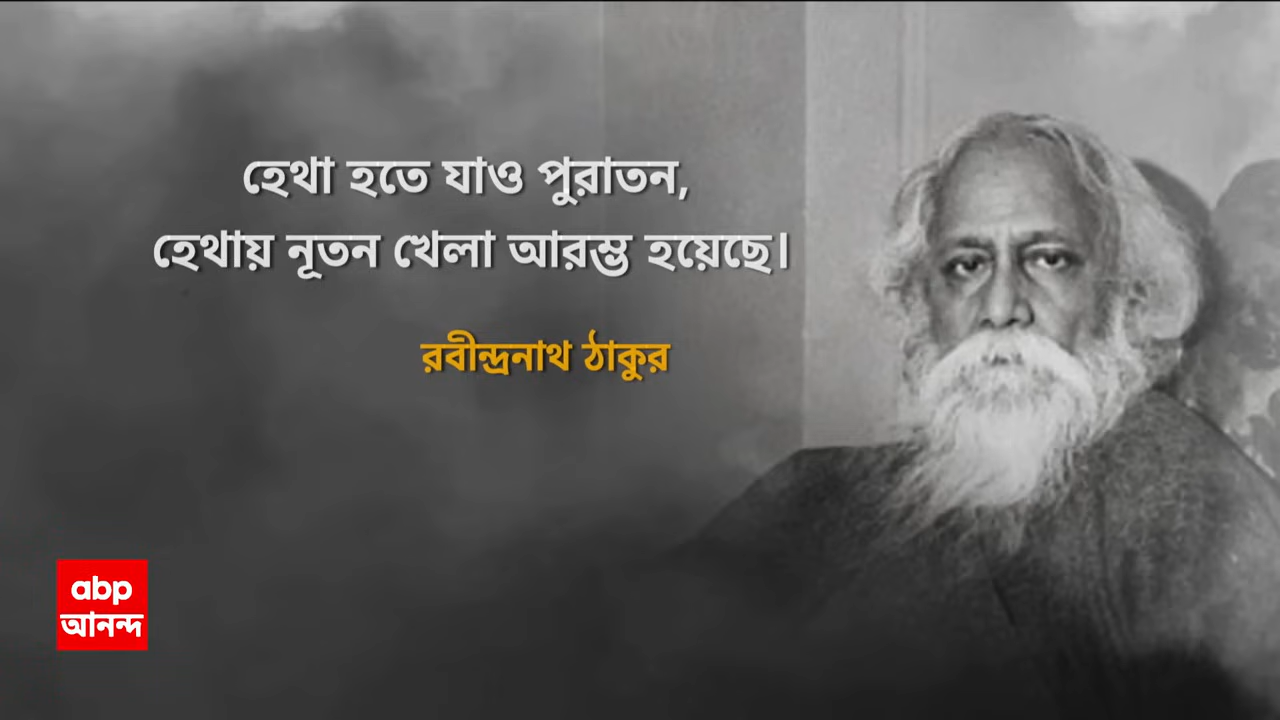 হেথা হতে যাও পুরাতন,
হেথায় নূতন খেলা আরম্ভ হয়েছে।
রবীন্দ্রনাথ ঠাকুর
abp
আনন্দ